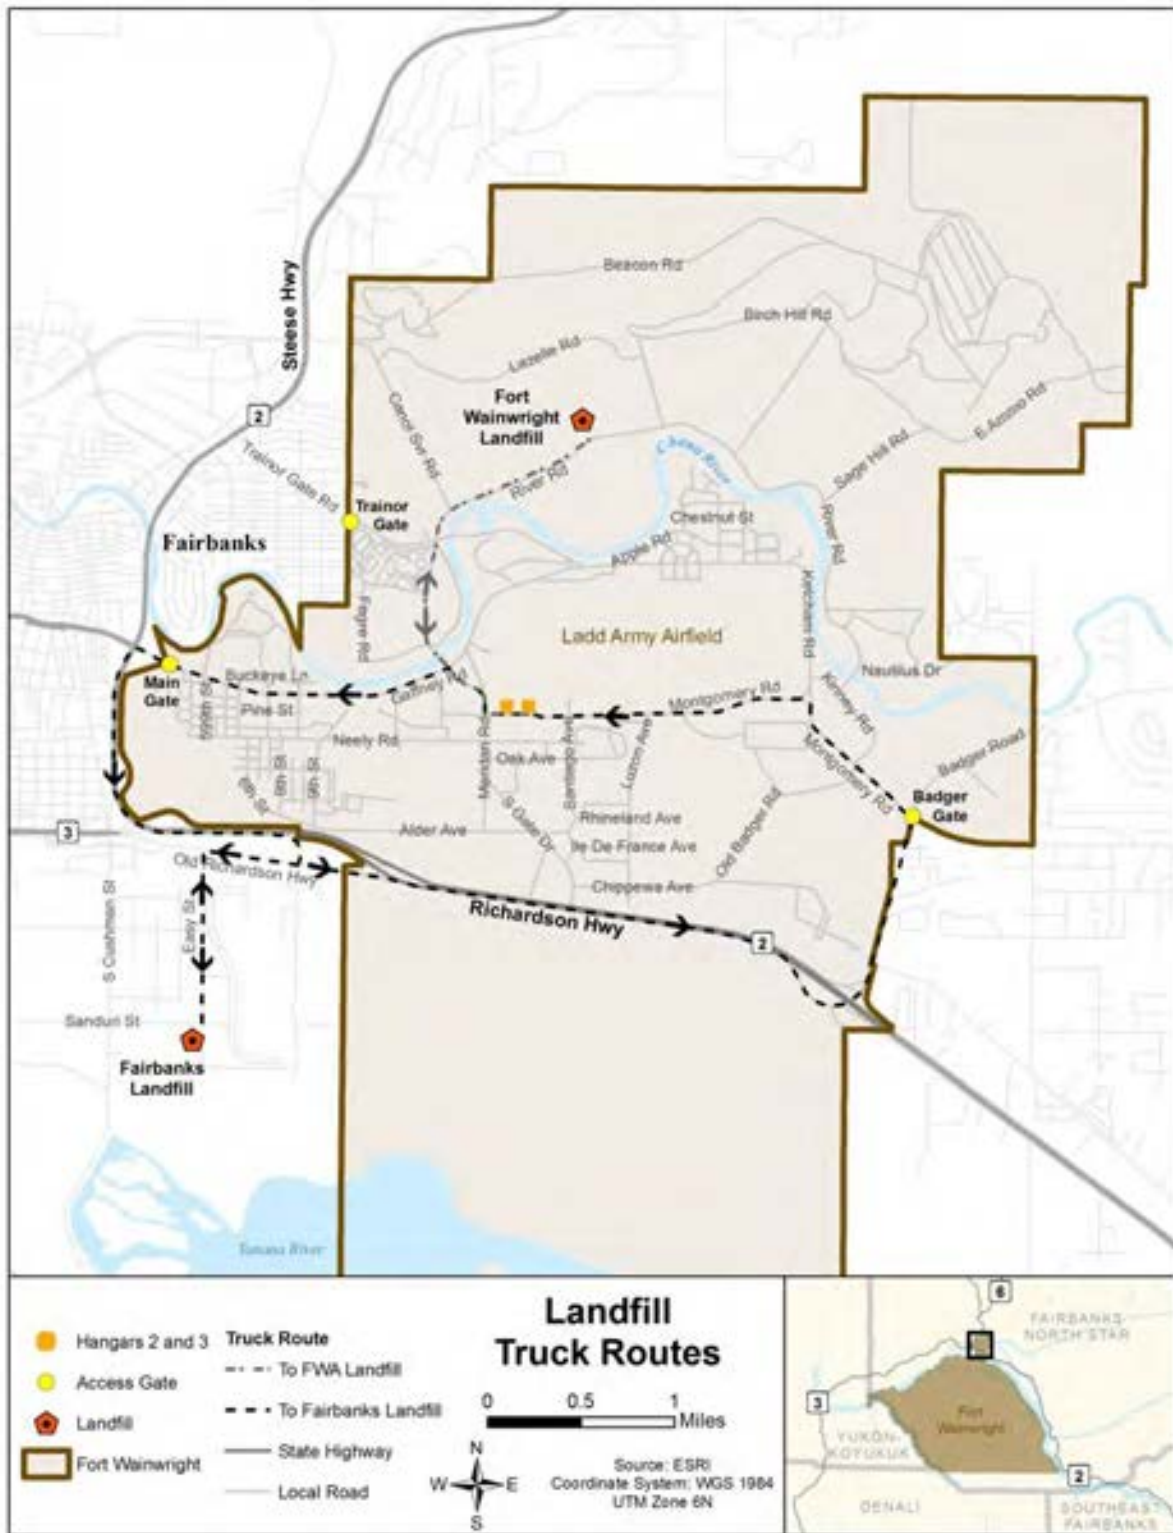 Beacon Rd
Birch Hill Rd
Steese Hwy
Lazelle Rd
Fort
Wainwright
Landfill
2
Canol Svr Rd
E Ammo Rd
Trainor Gate Rd
River Rd
Chena River
Sage Hill Rd
Trainor
Gate
Chestnut St
River Rd
Fairbanks
Apple Rd
Ketcham Rd
Ladd Army Airfield
Main
Gate
Buckeye Ln
Gaffney Rd
Nautilus Dr
Montgomery Rd
Kinney Rd
Pine St
Neely Rd
Meridian Rd
Oak Ave
Santiago Ave
Luzon Ave
Montgomery Rd
Badger Road
8th St
9th St
6th St
S Gate Dr
Badger
Gate
3
Alder Ave
Rhineland Ave
Old Badger Rd
Ile De France Ave
Old Richardson Hwy
Chippewa Ave
S Cushman St
Easy St
Richardson Hwy
2
Sanduri St
Fairbanks
Landfill
Tanana River
Hangars 2 and 3
Access Gate
Landfill
Fort Wainwright
Truck Route
To FWA Landfill
To Fairbanks Landfill
State Highway
Local Road
Landfill
Truck Routes
0 0.5 1
Miles
N
W E
S
Source: ESRI
Coordinate System: WGS 1984
UTM Zone 6N
6
FAIRBANKS
NORTH STAR
3
Fort
Wainwright
YUKON-
KOYUKUK
2
DENALI
SOUTHEAST
FAIRBANKS